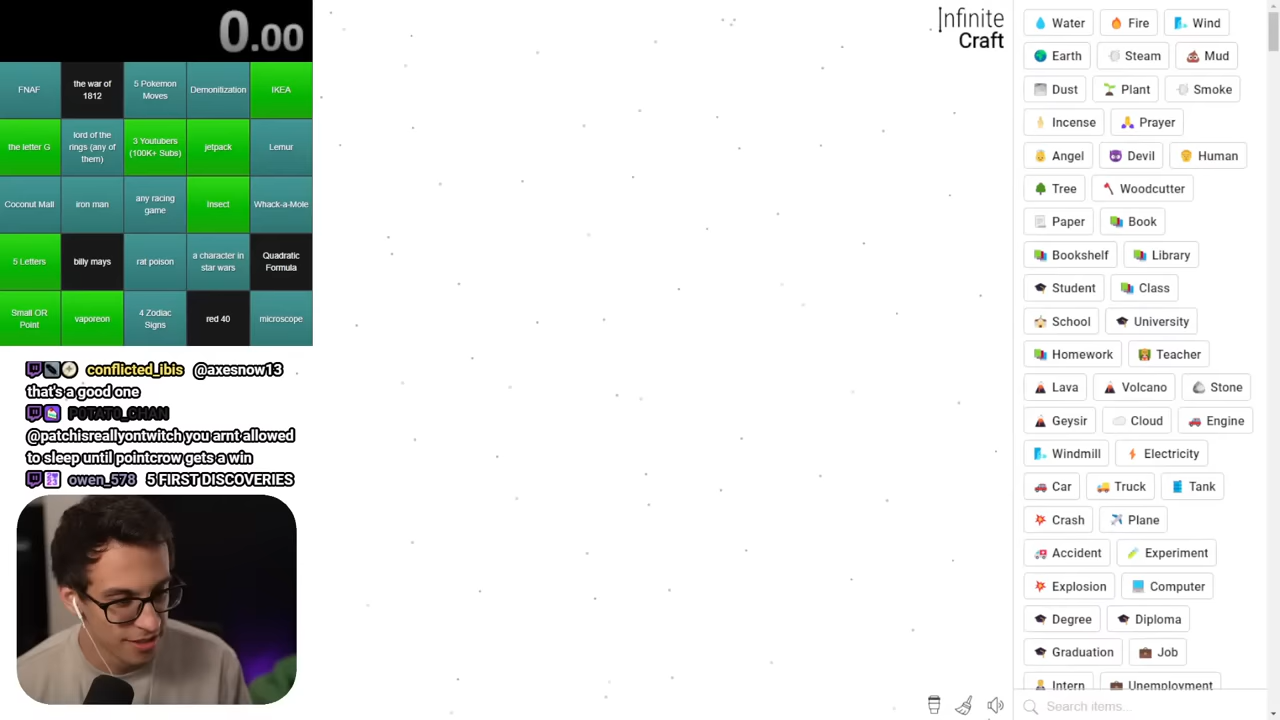 0.00
Infinite
Craft
FNAF
the war of
1812
5 Pokemon
Moves
Demonitization
IKEA
the letter G
lord of the
rings (any of
them)
3 Youtubers
(100K+ Subs)
jetpack
Lemur
Coconut Mall
iron man
any racing
game
Insect
Whack-a-Mole
5 Letters
billy mays
rat poison
a character in
star wars
Quadratic
Formula
Small OR
Point
vaporeon
4 Zodiac
Signs
red 40
microscope
conflicted_ibis @axesnow13
that's a good one
P0TAT0_CHAN
@patchisreallyontwitch you arnt allowed
to sleep until pointcrow gets a win
owen_578 5 FIRST DISCOVERIES
Water Fire Wind
Earth Steam Mud
Dust Plant Smoke
Incense Prayer
Angel Devil Human
Tree Woodcutter
Paper Book
Bookshelf Library
Student Class
School University
Homework Teacher
Lava Volcano Stone
Geysir Cloud Engine
Windmill Electricity
Car Truck Tank
Crash Plane
Accident Experiment
Explosion Computer
Degree Diploma
Graduation Job
Intern Unemployment
Search items...